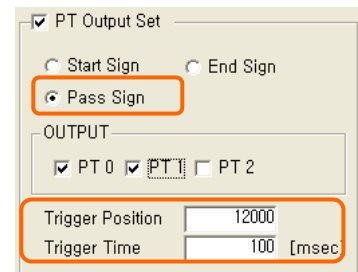 PT Output Set
Start Sign End Sign
Pass Sign
OUTPUT
PT 0 PT 1 PT 2
Trigger Position 12000
Trigger Time 100 [msec]